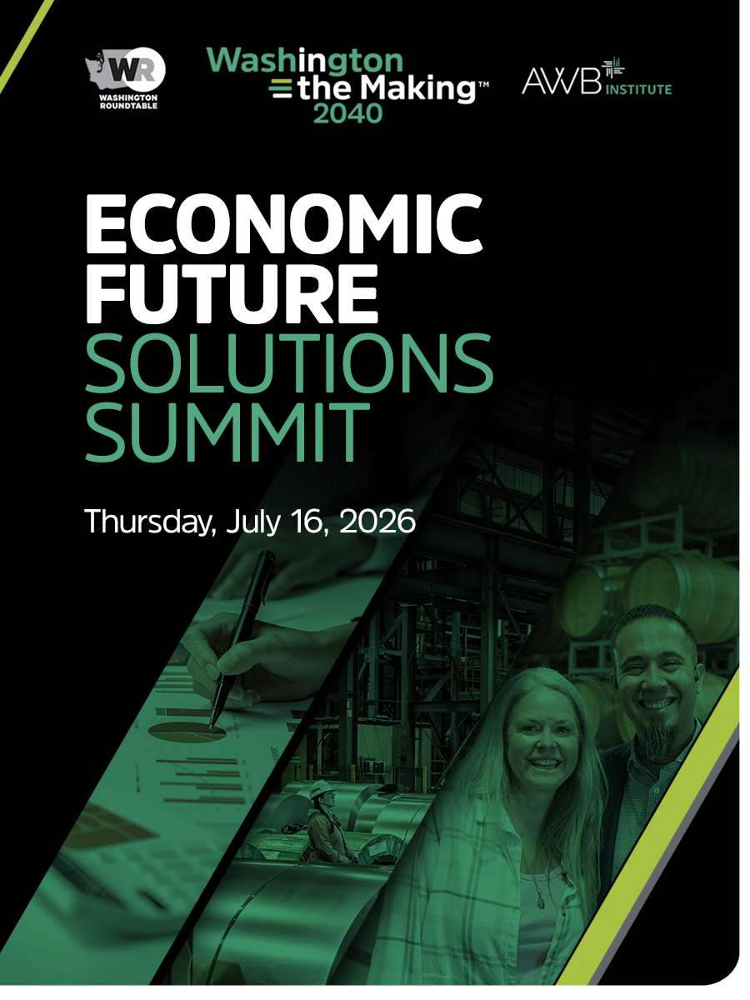 WR
WASHINGTON
ROUNDTABLE
Washington
the Making™
2040
AWB
INSTITUTE
ECONOMIC
FUTURE
SOLUTIONS
SUMMIT
Thursday, July 16, 2026